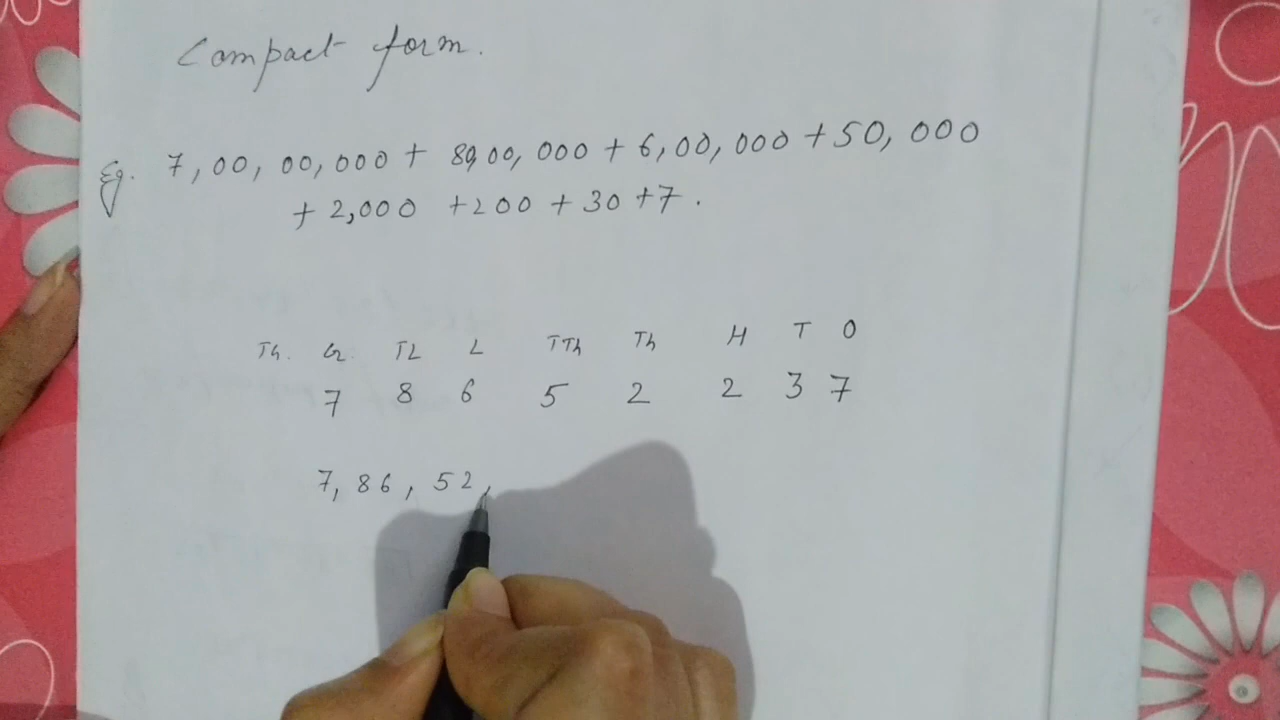 Compact form.
Eg. 7,00,00,000 + 80,00,000 + 6,00,000 + 50,000
+ 2,000 + 200 + 30 + 7.
Th. Cr. TL L TTh Th H T O
7 8 6 5 2 2 3 7
7, 86, 52,